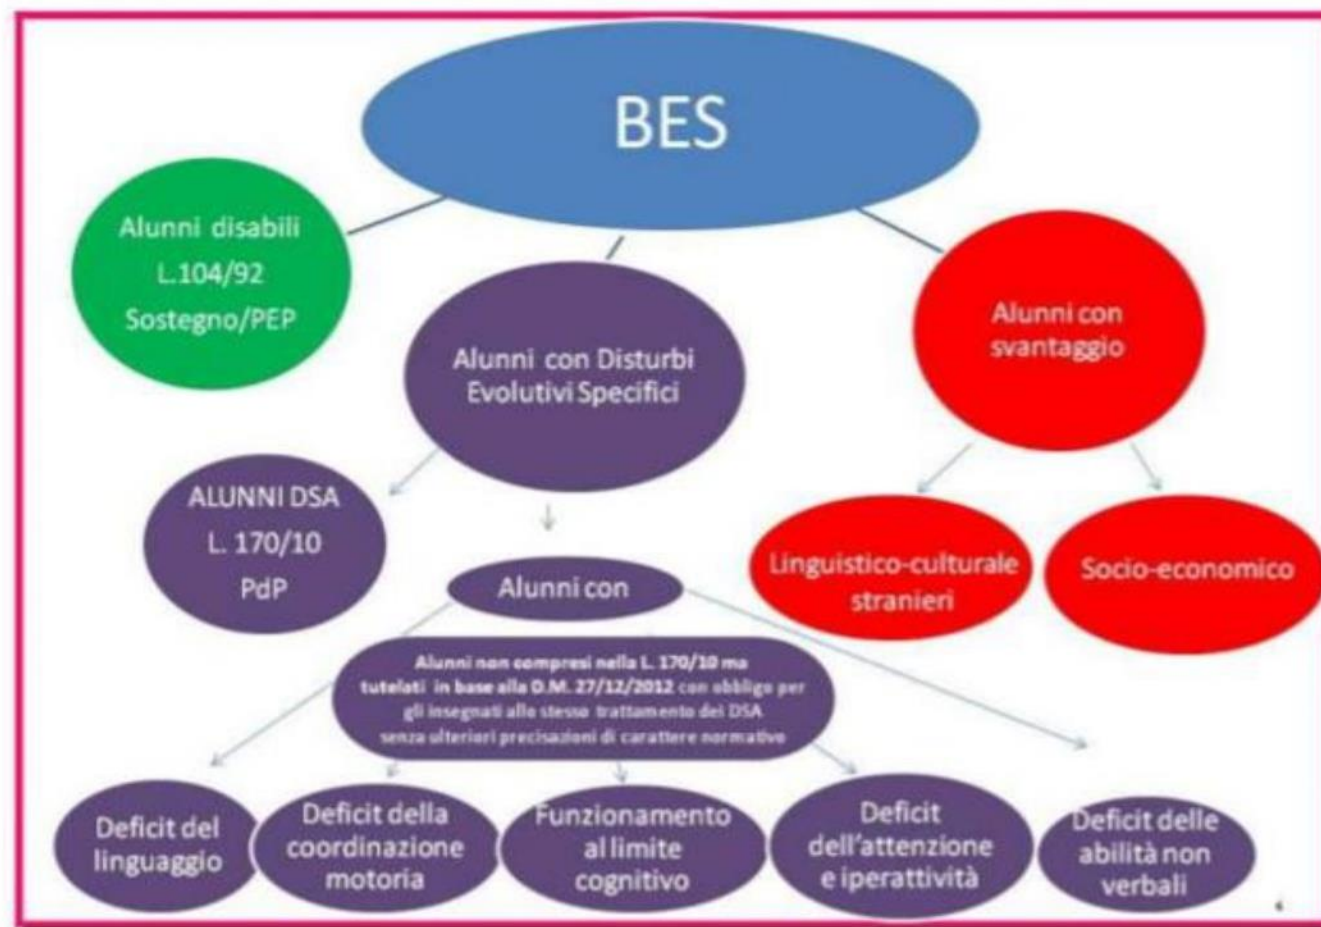 BES
Alunni disabili
L.104/92
Sostegno/PEP
Alunni con Disturbi
Evolutivi Specifici
Alunni con
svantaggio
ALUNNI DSA
L. 170/10
PdP
Alunni con
Linguistico-culturale
stranieri
Socio-economico
Alunni non compresi nella L. 170/10 ma
tutelati in base alla D.M. 27/12/2012 con obbligo per
gli insegnati allo stesso trattamento dei DSA
senza ulteriori precisazioni di carattere normativo
Deficit del
linguaggio
Deficit della
coordinazione
motoria
Funzionamento
al limite
cognitivo
Deficit
dell'attenzione
e iperattività
Deficit delle
abilità non
verbali